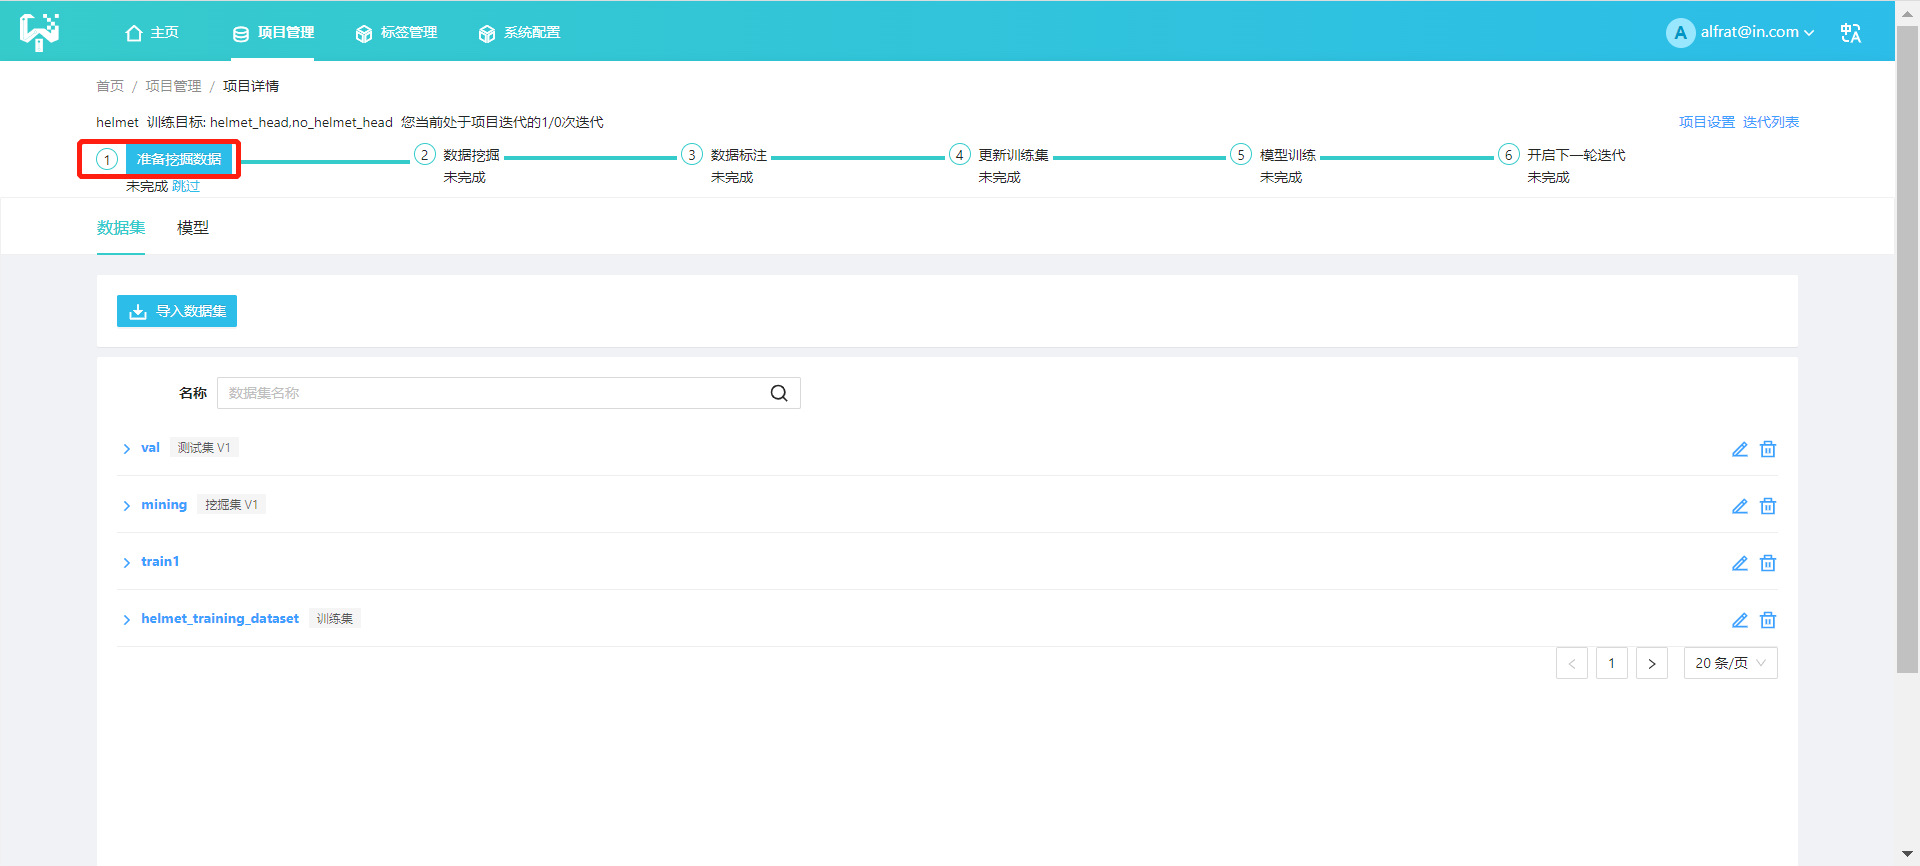 主页 项目管理 标签管理 系统配置 A alfrat@in.com 中A
首页 / 项目管理 / 项目详情
helmet 训练目标: helmet_head,no_helmet_head 您当前处于项目迭代的1/0次迭代 项目设置 迭代列表
1 准备挖掘数据 2 数据挖掘 3 数据标注 4 更新训练集 5 模型训练 6 开启下一轮迭代
未完成 跳过 未完成 未完成 未完成 未完成 未完成
数据集 模型
导入数据集
名称 数据集名称
val 测试集 V1
mining 挖掘集 V1
train1
helmet_training_dataset 训练集
< 1 > 20 条/页